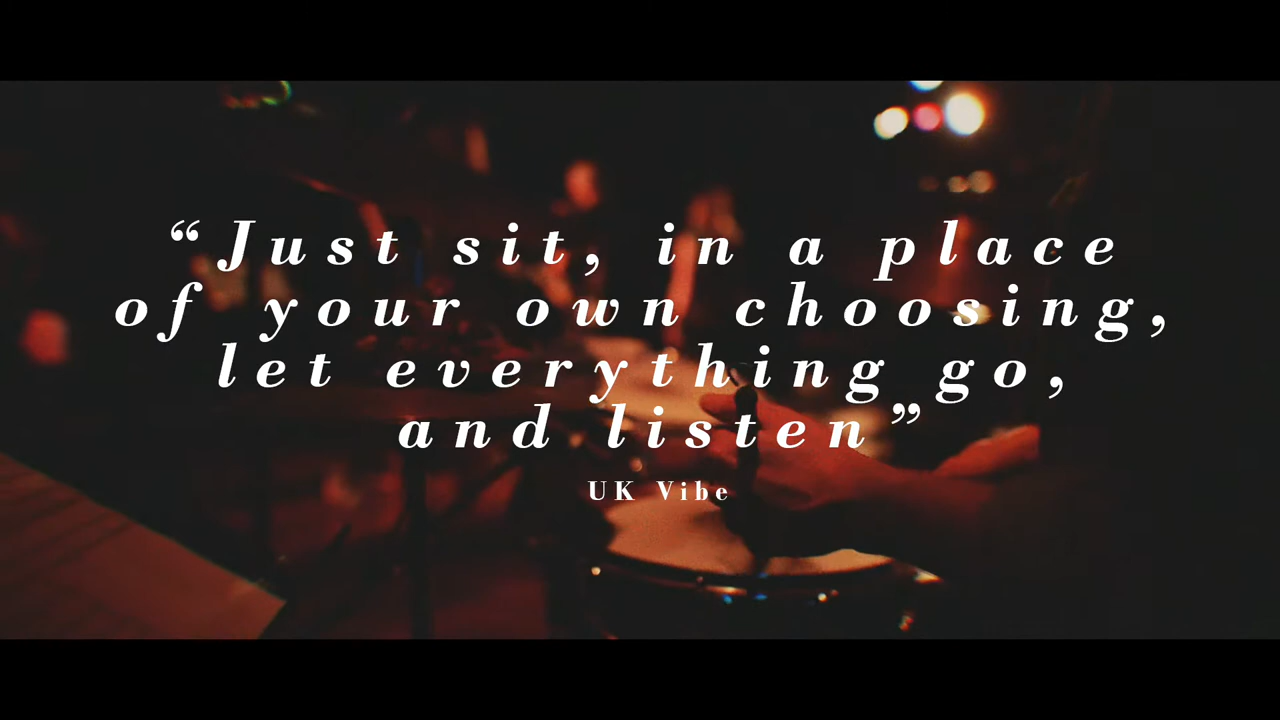 “Just sit, in a place
of your own choosing,
let everything go,
and listen”
UK Vibe